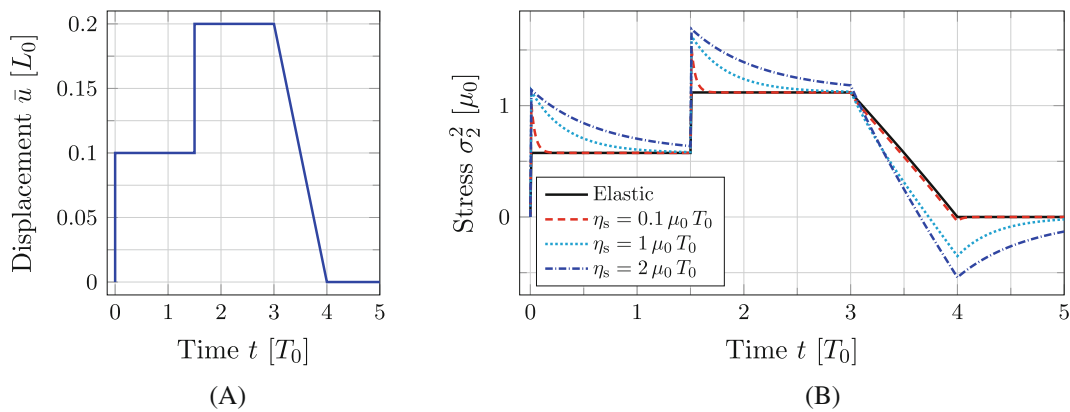 0.2
0.15
0.1
0.05
0
Displacement ū [L₀]
0 1 2 3 4 5
Time t [T₀]
(A)
1
0
Stress σ₂² [μ₀]
Elastic
ηₛ = 0.1 μ₀ T₀
ηₛ = 1 μ₀ T₀
ηₛ = 2 μ₀ T₀
0 1 2 3 4 5
Time t [T₀]
(B)